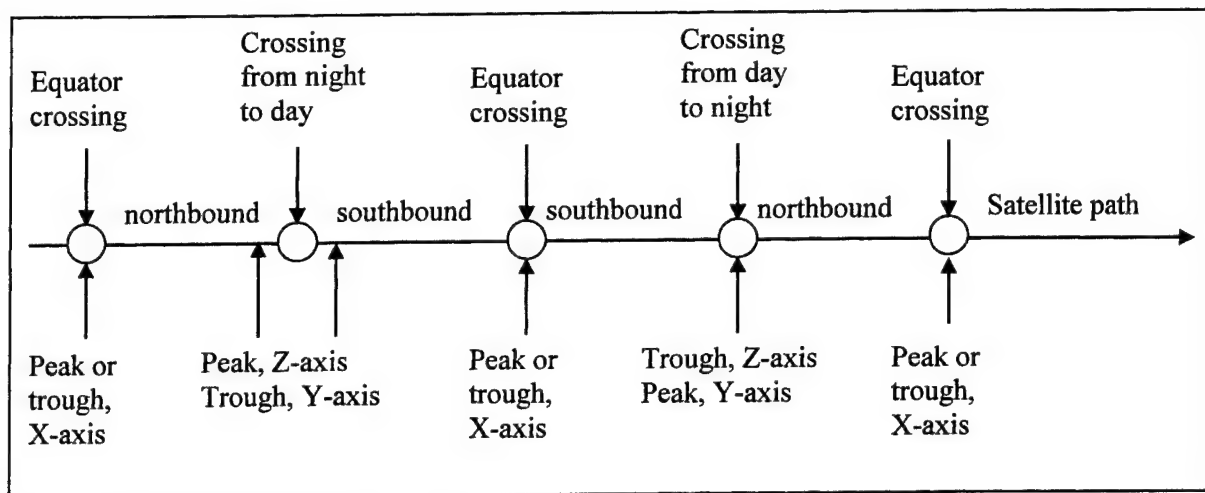 Equator
crossing
Crossing
from night
to day
Equator
crossing
Crossing
from day
to night
Equator
crossing
northbound
southbound
southbound
northbound
Satellite path
Peak or
trough,
X-axis
Peak, Z-axis
Trough, Y-axis
Peak or
trough,
X-axis
Trough, Z-axis
Peak, Y-axis
Peak or
trough,
X-axis